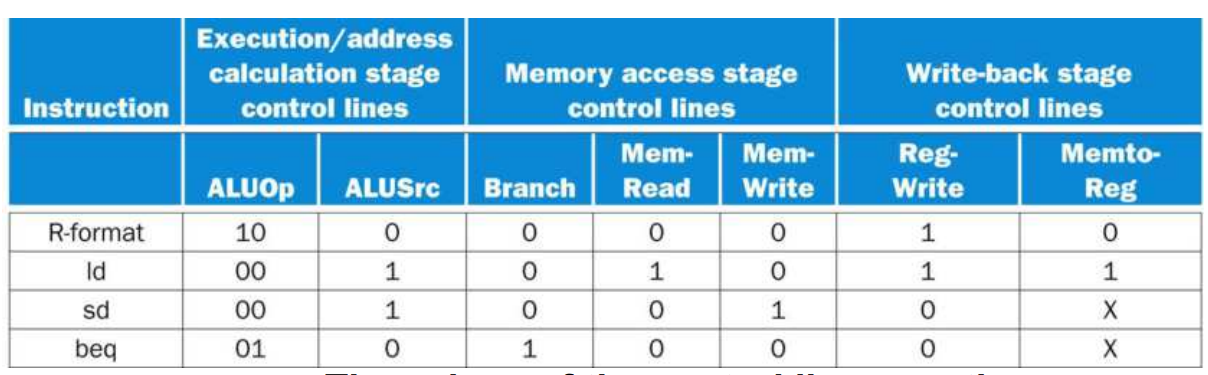 Instruction Execution/address calculation stage control lines Memory access stage control lines Write-back stage control lines
ALUOp ALUSrc Branch Mem-Read Mem-Write Reg-Write Memto-Reg
R-format 10 0 0 0 0 1 0
ld 00 1 0 1 0 1 1
sd 00 1 0 0 1 0 X
beq 01 0 1 0 0 0 X